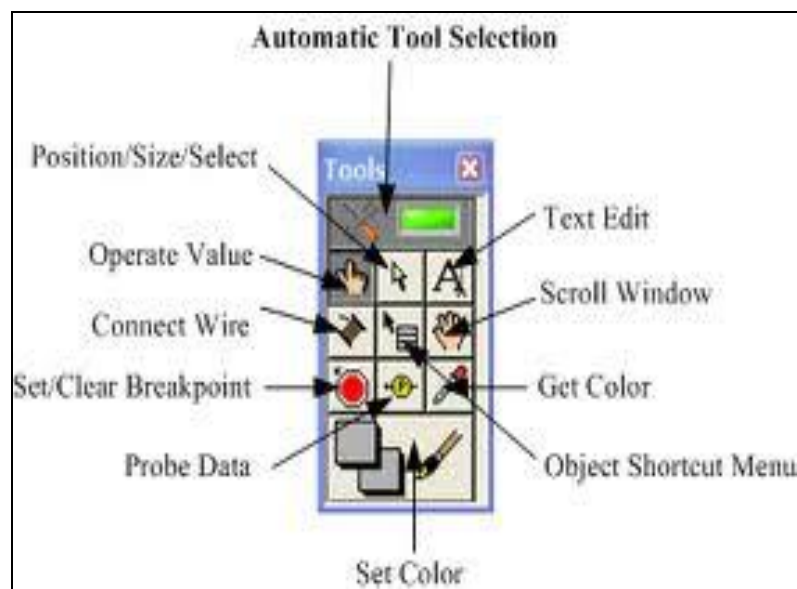 Automatic Tool Selection
Position/Size/Select
Tools
Text Edit
Operate Value
Scroll Window
Connect Wire
Set/Clear Breakpoint
Get Color
Probe Data
Object Shortcut Menu
Set Color
A
P